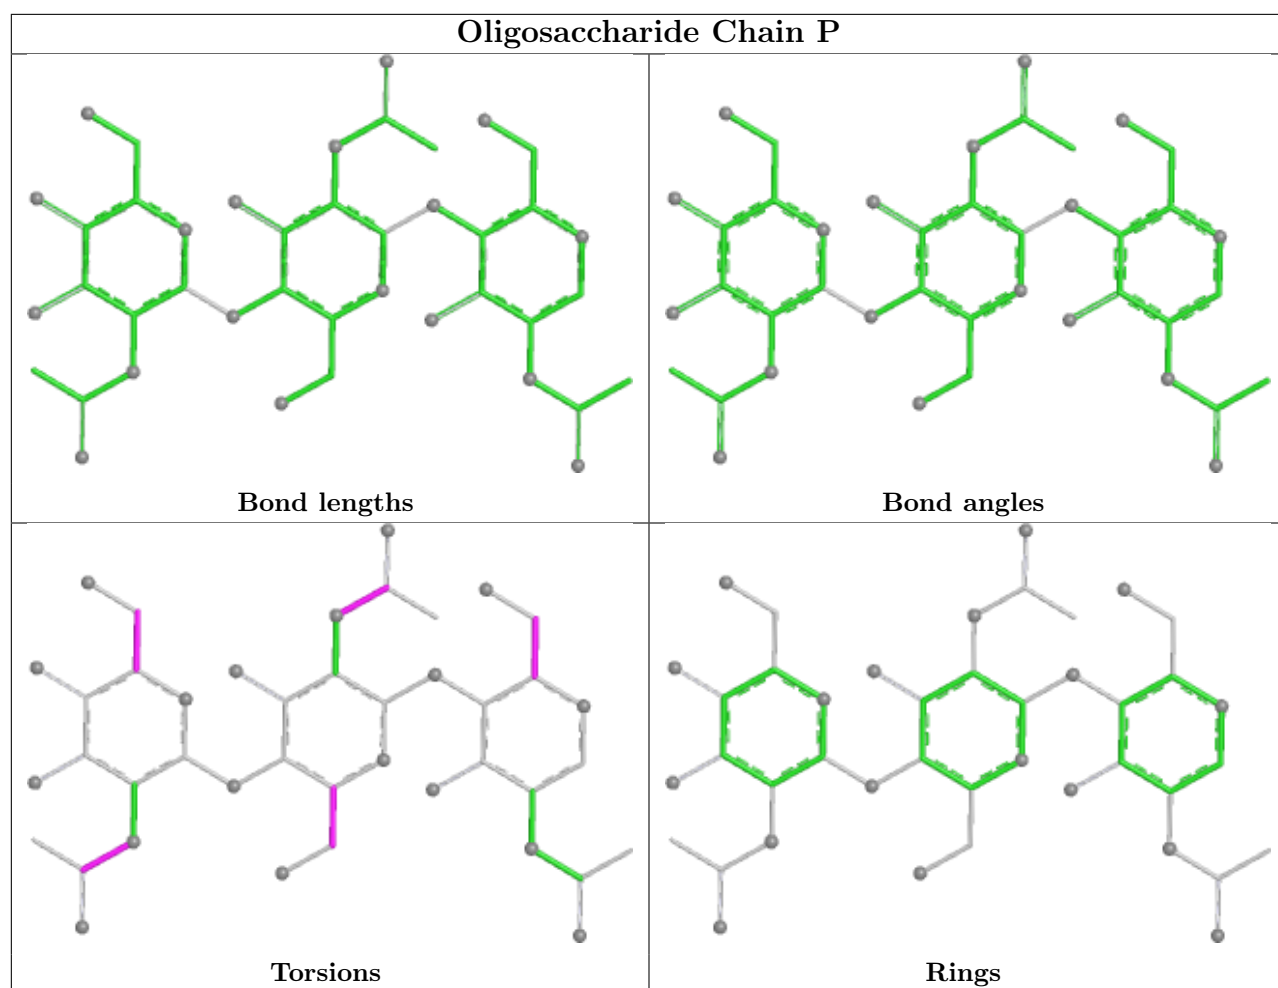 Oligosaccharide Chain P
Bond lengths
Bond angles
Torsions
Rings